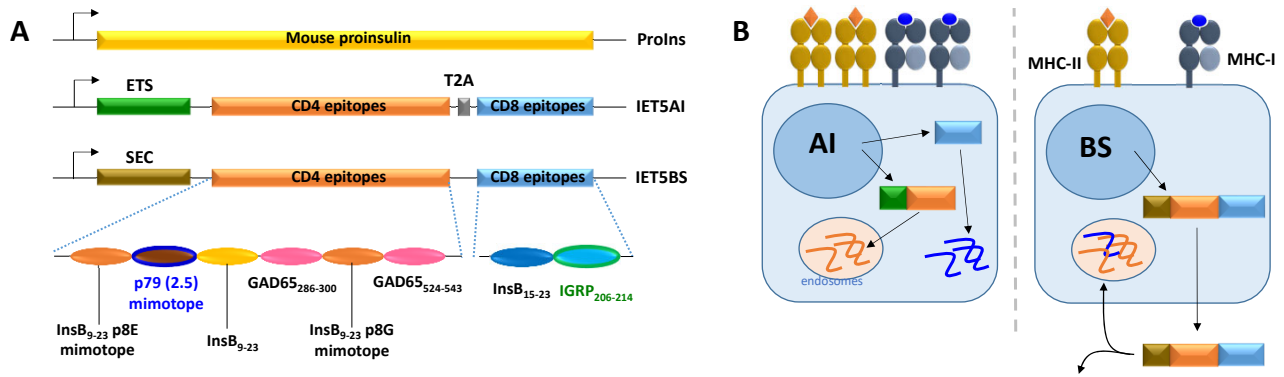 A
Mouse proinsulin
ProIns
ETS
T2A
CD4 epitopes
CD8 epitopes
IET5AI
SEC
CD4 epitopes
CD8 epitopes
IET5BS
p79 (2.5)
mimotope
GAD65286-300
GAD65524-543
InsB15-23
IGRP206-214
InsB9-23 p8E
mimotope
InsB9-23
InsB9-23 p8G
mimotope
B
MHC-II
MHC-I
AI
BS
endosomes